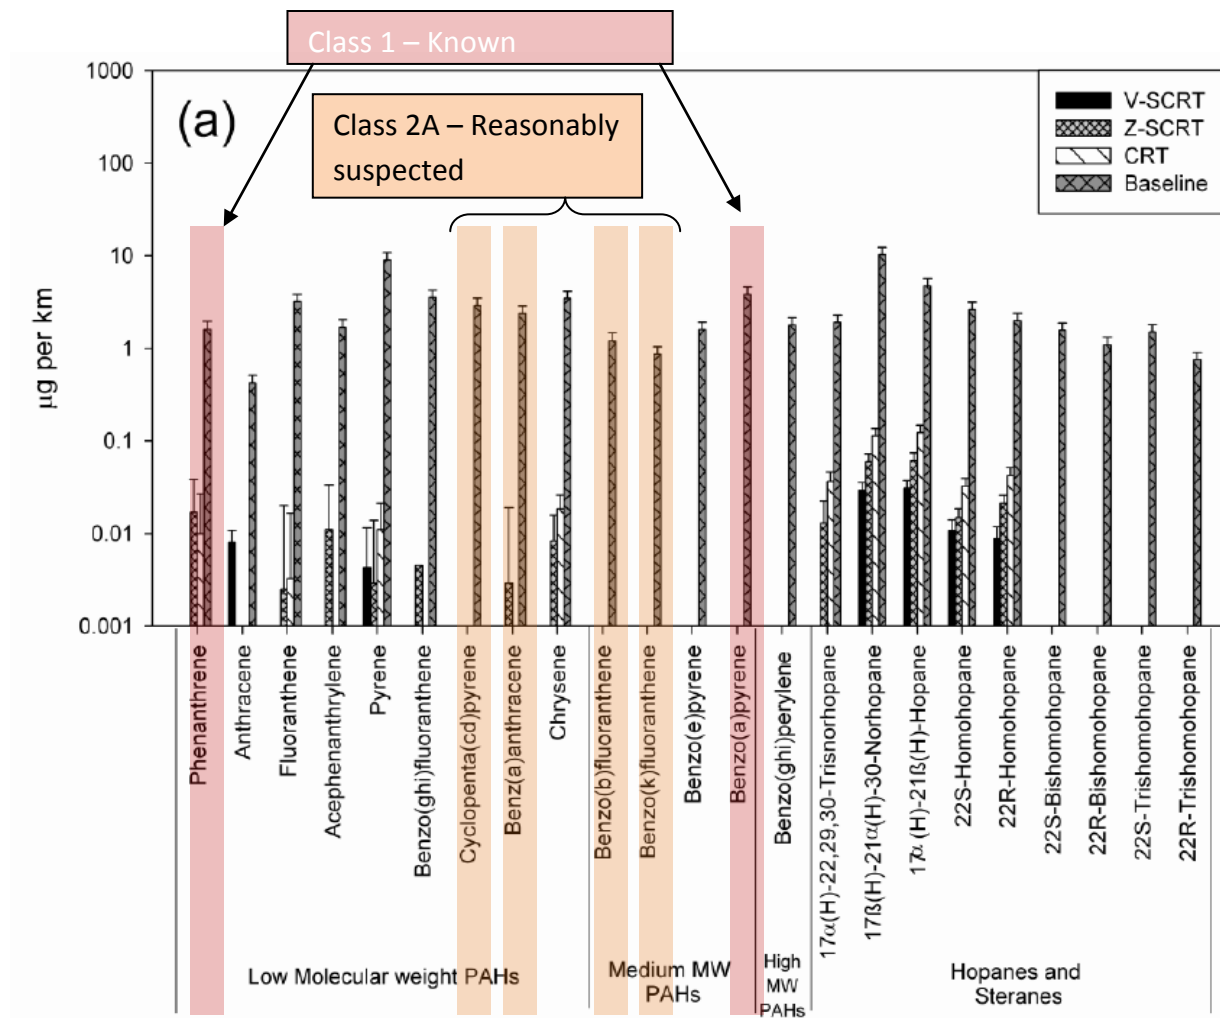 Class 1 – Known
Class 2A – Reasonably
suspected
(a)
V-SCRT
Z-SCRT
CRT
Baseline
µg per km
1000
100
10
1
0.1
0.01
0.001
Phenanthrene
Anthracene
Fluoranthene
Acephenanthrylene
Pyrene
Benzo(ghi)fluoranthene
Cyclopenta(cd)pyrene
Benz(a)anthracene
Chrysene
Benzo(b)fluoranthene
Benzo(k)fluoranthene
Benzo(e)pyrene
Benzo(a)pyrene
Benzo(ghi)perylene
17α(H)-22,29,30-Trisnorhopane
17ß(H)-21α(H)-30-Norhopane
17α (H)-21ß(H)-Hopane
22S-Homohopane
22R-Homohopane
22S-Bishomohopane
22R-Bishomohopane
22S-Trishomohopane
22R-Trishomohopane
Low Molecular weight PAHs
Medium MW
PAHs
High
MW
PAHs
Hopanes and
Steranes